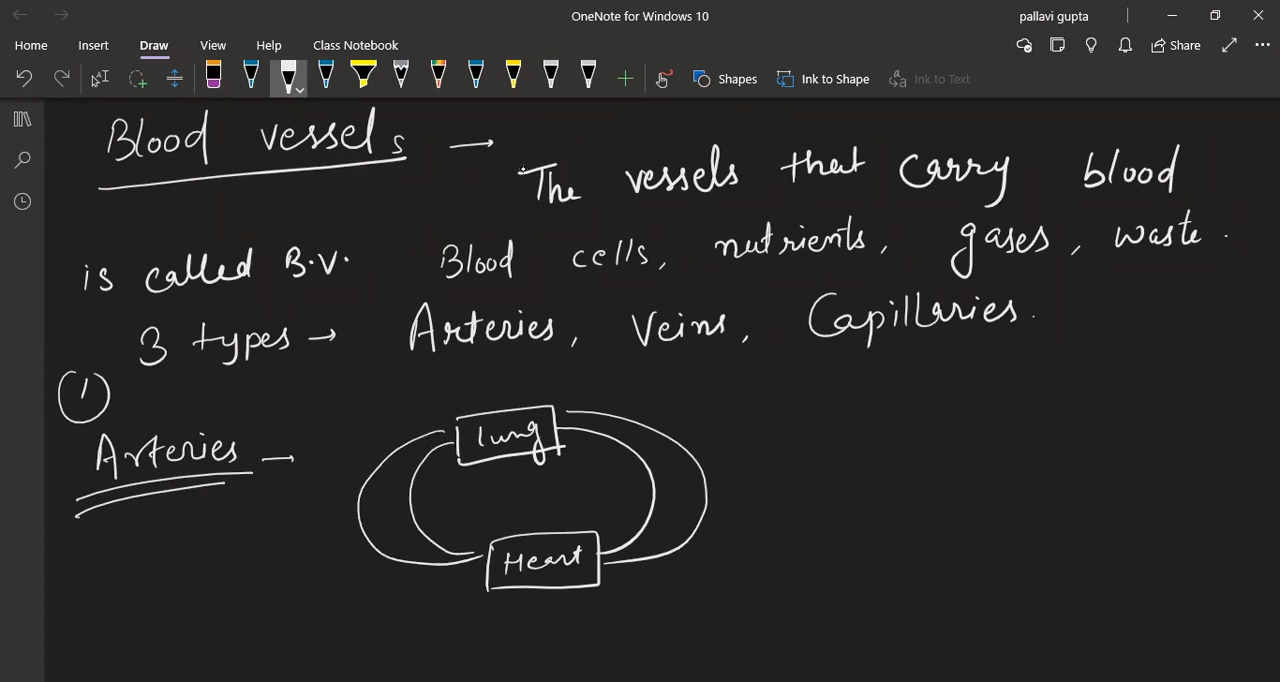 OneNote for Windows 10
pallavi gupta
Home Insert Draw View Help Class Notebook
Share
Shapes Ink to Shape Ink to Text
Blood vessels → The vessels that carry blood
is called B.V. Blood cells, nutrients, gases, waste.
3 types → Arteries, Veins, Capillaries.
1
Arteries –
Lung
Heart